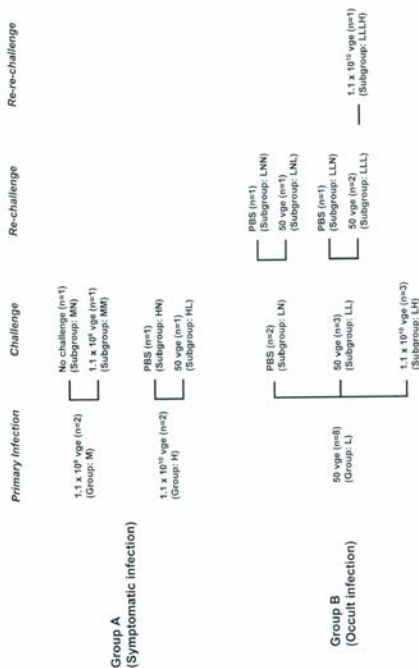 Primary Infection
Challenge
Re-challenge
Re-re-challenge
Group A
(Symptomatic infection)
1.1 x 10⁶ vge (n=2)
(Group: M)
No challenge (n=1)
(Subgroup: MN)
1.1 x 10⁶ vge (n=1)
(Subgroup: MM)
1.1 x 10¹⁰ vge (n=2)
(Group: H)
PBS (n=1)
(Subgroup: HN)
50 vge (n=1)
(Subgroup: HL)
Group B
(Occult infection)
50 vge (n=8)
(Group: L)
PBS (n=2)
(Subgroup: LN)
PBS (n=1)
(Subgroup: LNN)
50 vge (n=1)
(Subgroup: LNL)
50 vge (n=3)
(Subgroup: LL)
PBS (n=1)
(Subgroup: LLN)
50 vge (n=2)
(Subgroup: LLL)
1.1 x 10¹⁰ vge (n=1)
(Subgroup: LLLH)
1.1 x 10¹⁰ vge (n=3)
(Subgroup: LH)